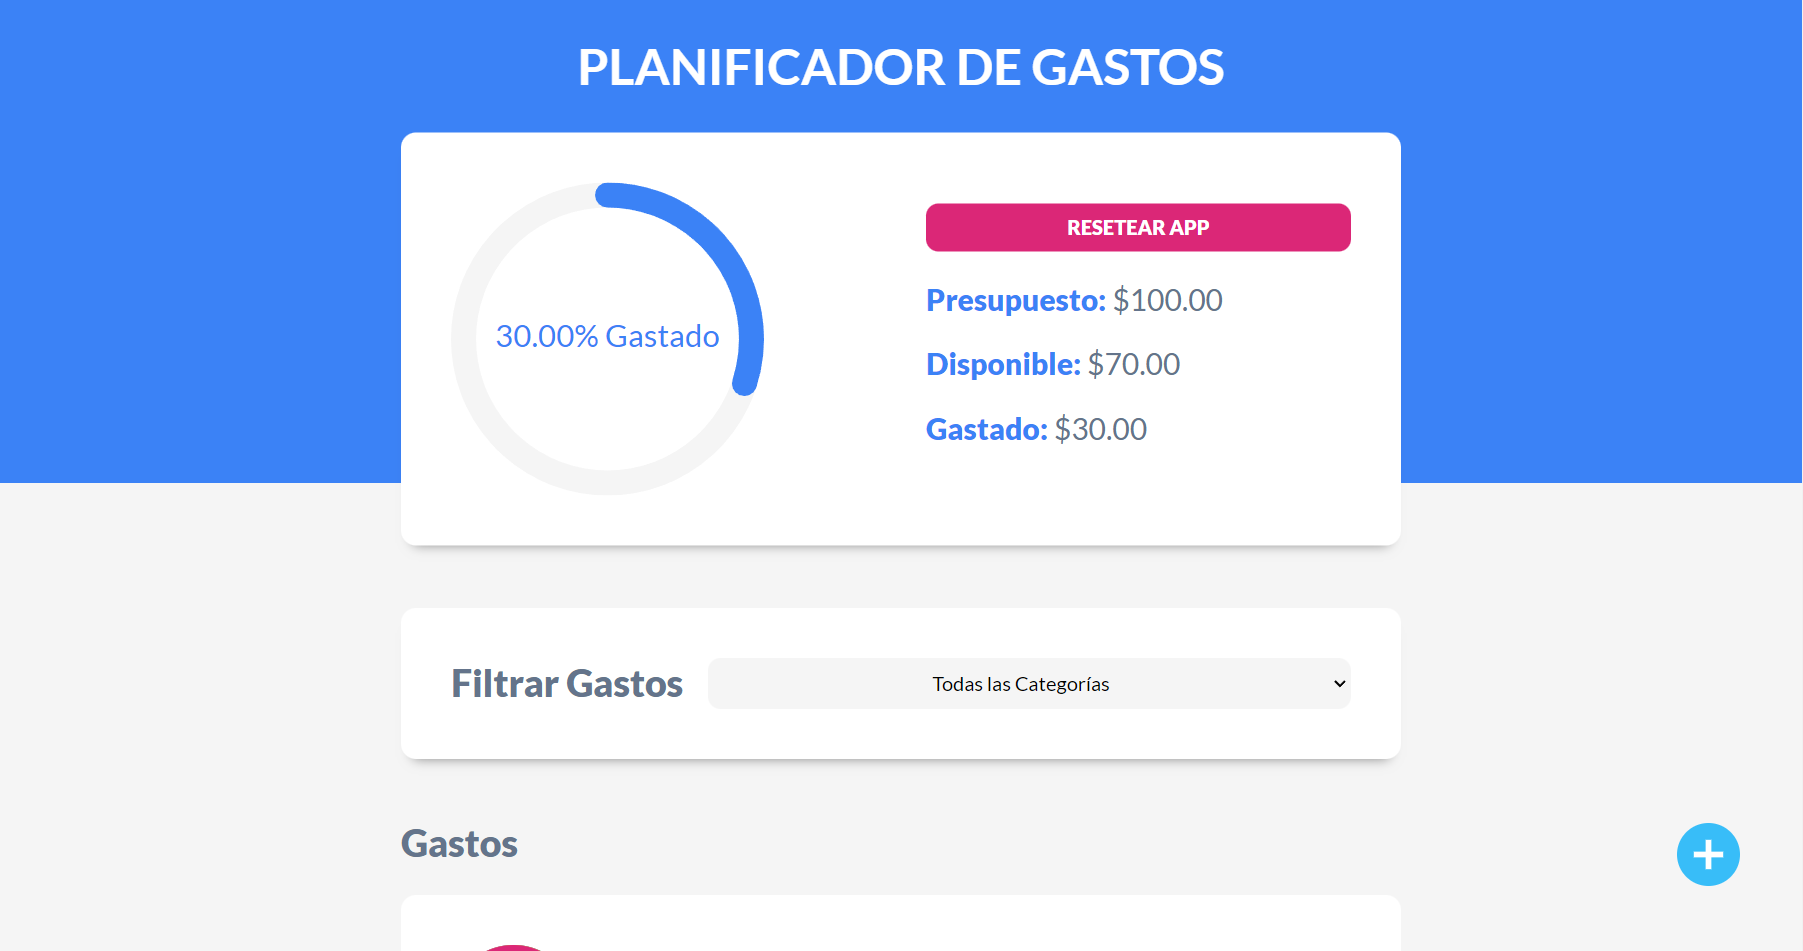 PLANIFICADOR DE GASTOS
30.00% Gastado
RESETEAR APP
Presupuesto: $100.00
Disponible: $70.00
Gastado: $30.00
Filtrar Gastos
Todas las Categorías
Gastos